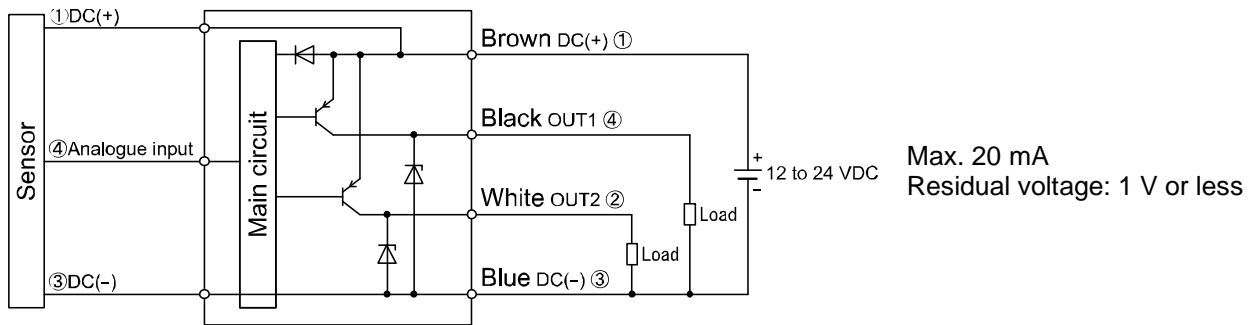 ①DC(+)
Sensor
④Analogue input
③DC(−)
Main circuit
Brown DC(+) ①
Black OUT1 ④
White OUT2 ②
Blue DC(−) ③
Load
Load
+
12 to 24 VDC
−
Max. 20 mA
Residual voltage: 1 V or less